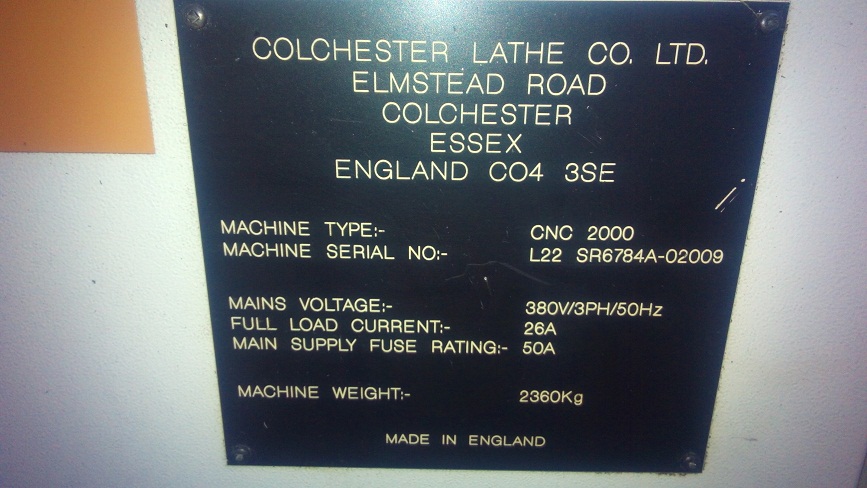 COLCHESTER LATHE CO. LTD.
ELMSTEAD ROAD
COLCHESTER
ESSEX
ENGLAND CO4 3SE
MACHINE TYPE:- CNC 2000
MACHINE SERIAL NO:- L22 SR6784A-02009
MAINS VOLTAGE:- 380V/3PH/50Hz
FULL LOAD CURRENT:- 26A
MAIN SUPPLY FUSE RATING:- 50A
MACHINE WEIGHT:- 2360Kg
MADE IN ENGLAND